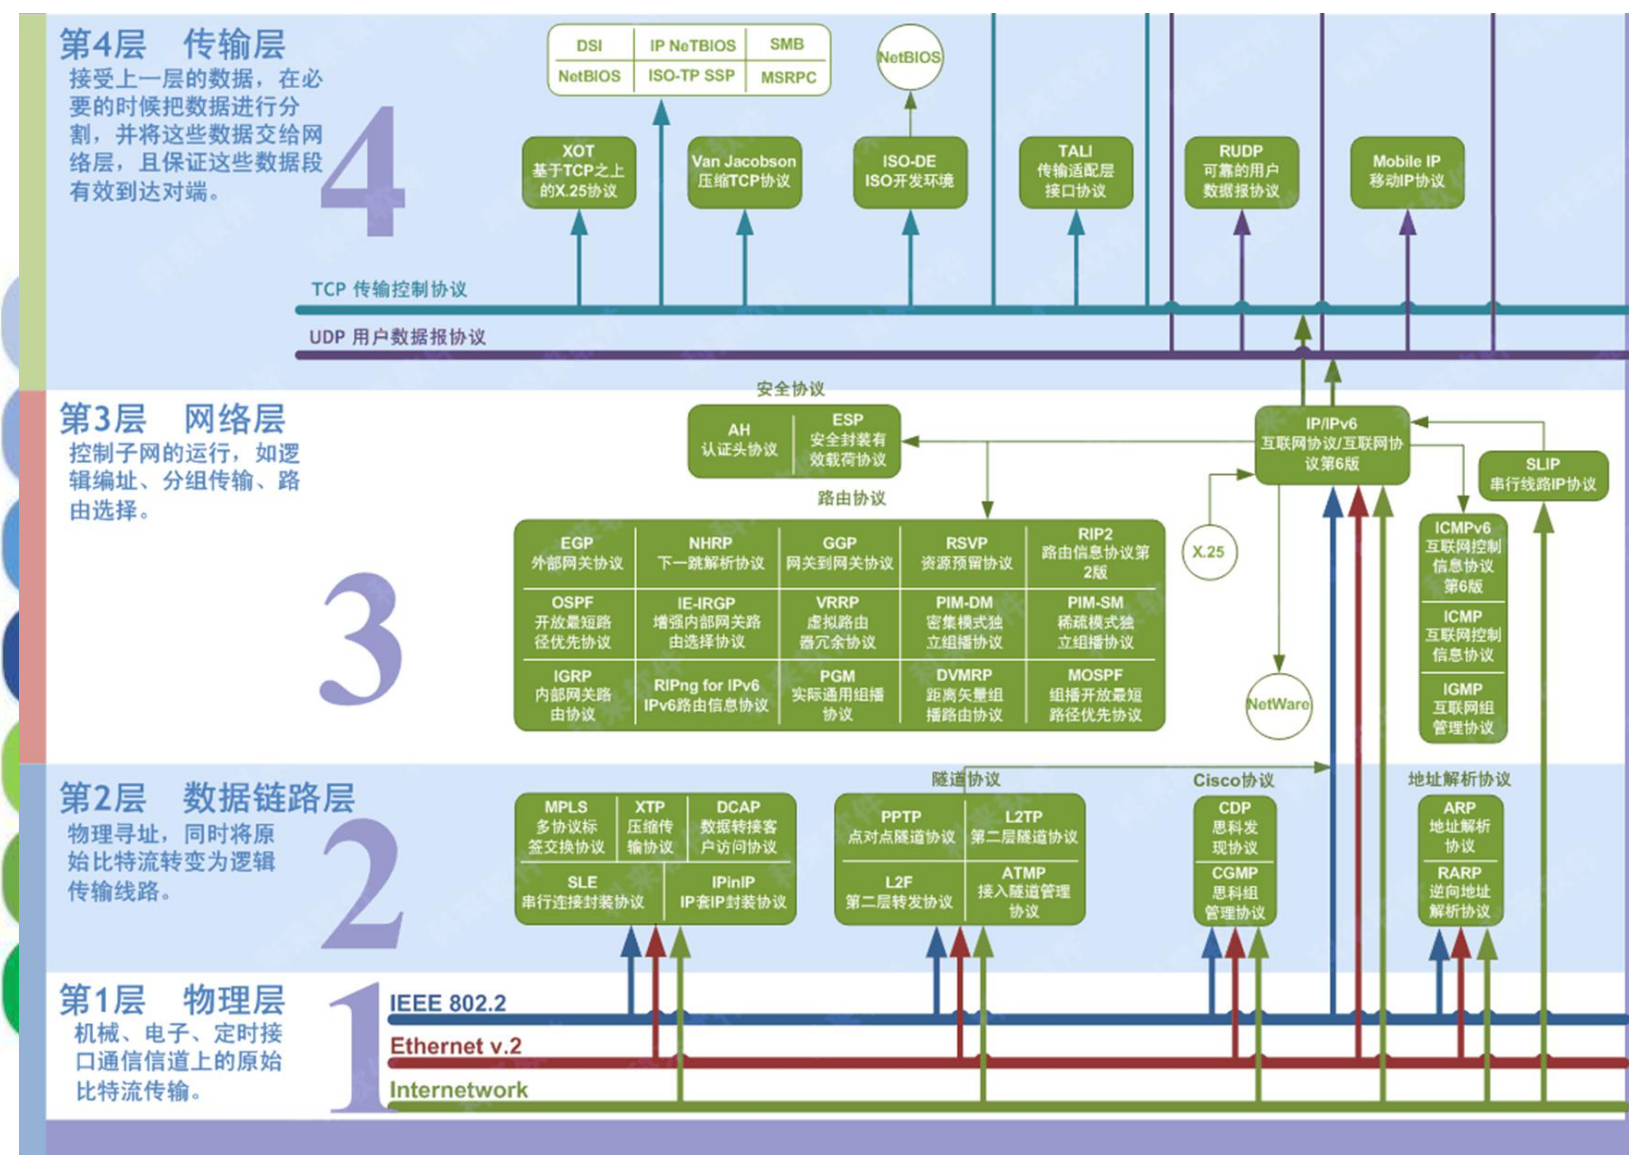 第4层 传输层
接受上一层的数据，在必
要的时候把数据进行分
割，并将这些数据交给网
络层，且保证这些数据段
有效到达对端。
4
DSI
IP NeTBIOS
SMB
NetBIOS
ISO-TP SSP
MSRPC
NetBIOS
XOT
基于TCP之上
的X.25协议
Van Jacobson
压缩TCP协议
ISO-DE
ISO开发环境
TALI
传输适配层
接口协议
RUDP
可靠的用户
数据报协议
Mobile IP
移动IP协议
TCP 传输控制协议
UDP 用户数据报协议
第3层 网络层
控制子网的运行，如逻
辑编址、分组传输、路
由选择。
3
安全协议
AH
认证头协议
ESP
安全封装有
效载荷协议
IP/IPv6
互联网协议/互联网协
议第6版
SLIP
串行线路IP协议
路由协议
EGP
外部网关协议
NHRP
下一跳解析协议
GGP
网关到网关协议
RSVP
资源预留协议
RIP2
路由信息协议第
2版
OSPF
开放最短路
径优先协议
IE-IRGP
增强内部网关路
由选择协议
VRRP
虚拟路由
器冗余协议
PIM-DM
密集模式独
立组播协议
PIM-SM
稀疏模式独
立组播协议
IGRP
内部网关路
由协议
RIPng for IPv6
IPv6路由信息协议
PGM
实际通用组播
协议
DVMRP
距离矢量组
播路由协议
MOSPF
组播开放最短
路径优先协议
X.25
NetWare
ICMPv6
互联网控制
信息协议
第6版
ICMP
互联网控制
信息协议
IGMP
互联网组
管理协议
第2层 数据链路层
物理寻址，同时将原
始比特流转变为逻辑
传输线路。
2
MPLS
多协议标
签交换协议
XTP
压缩传
输协议
DCAP
数据转接客
户访问协议
SLE
串行连接封装协议
IPinIP
IP套IP封装协议
隧道协议
PPTP
点对点隧道协议
L2TP
第二层隧道协议
L2F
第二层转发协议
ATMP
接入隧道管理
协议
Cisco协议
CDP
思科发
现协议
CGMP
思科组
管理协议
地址解析协议
ARP
地址解析
协议
RARP
逆向地址
解析协议
第1层 物理层
机械、电子、定时接
口通信信道上的原始
比特流传输。
1
IEEE 802.2
Ethernet v.2
Internetwork